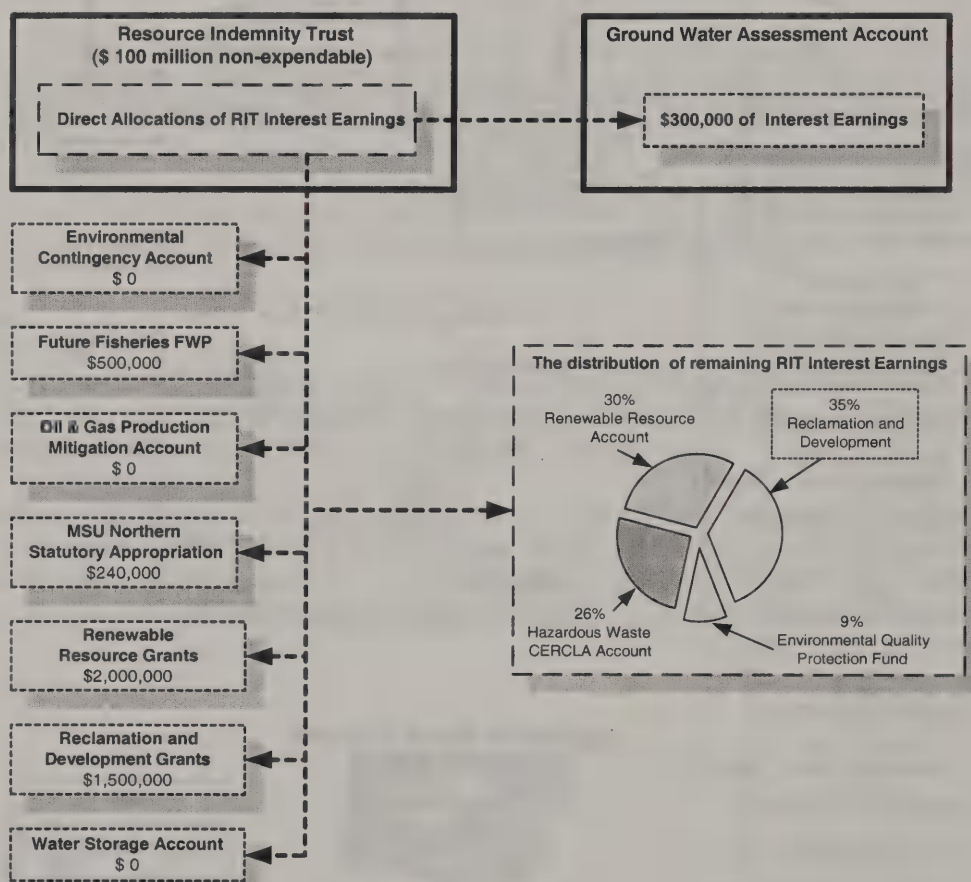 Resource Indemnity Trust
($ 100 million non-expendable)
Direct Allocations of RIT Interest Earnings
Ground Water Assessment Account
$300,000 of Interest Earnings
Environmental
Contingency Account
$ 0
Future Fisheries FWP
$500,000
Oil & Gas Production
Mitigation Account
$ 0
MSU Northern
Statutory Appropriation
$240,000
Renewable
Resource Grants
$2,000,000
Reclamation and
Development Grants
$1,500,000
Water Storage Account
$ 0
The distribution of remaining RIT Interest Earnings
30%
Renewable Resource
Account
35%
Reclamation and
Development
26%
Hazardous Waste
CERCLA Account
9%
Environmental Quality
Protection Fund